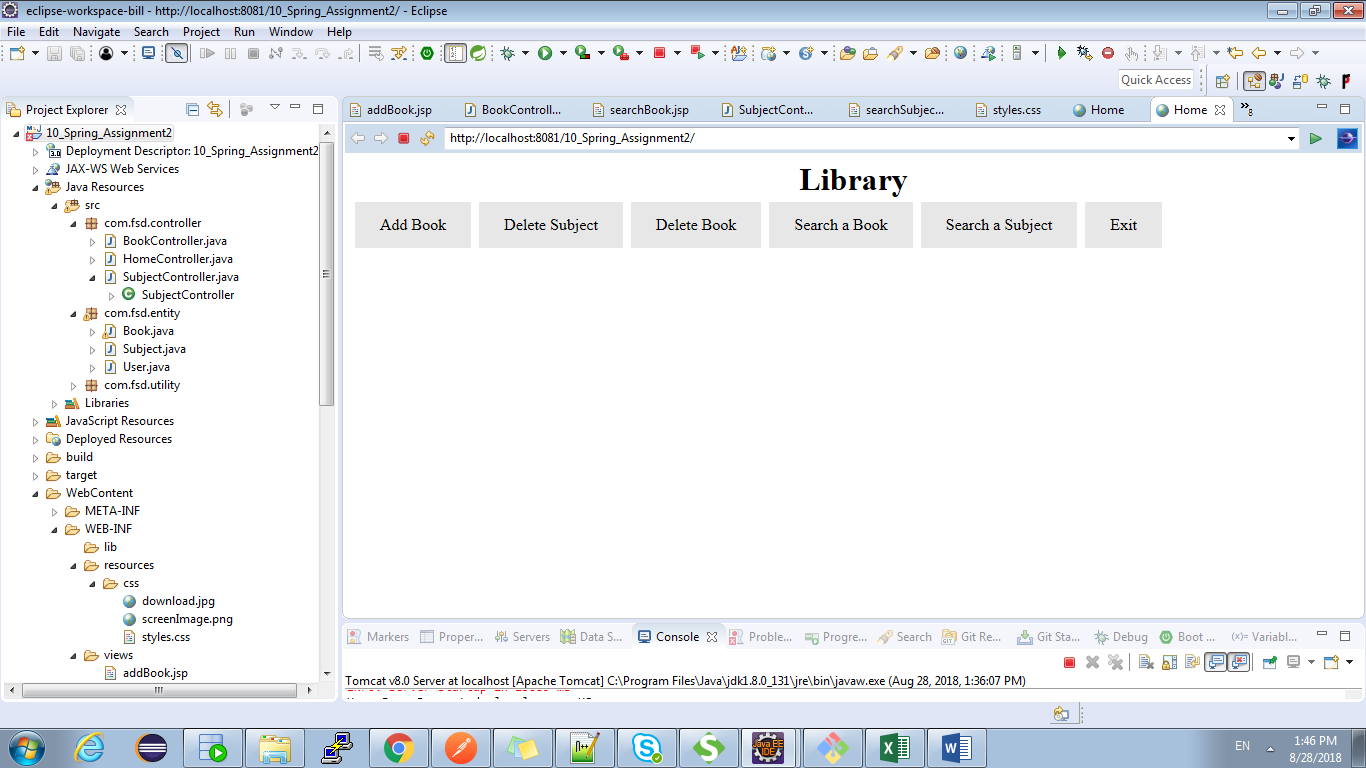 eclipse-workspace-bill - http://localhost:8081/10_Spring_Assignment2/ - Eclipse
File Edit Navigate Search Project Run Window Help
Quick Access
Project Explorer
addBook.jsp BookControll... searchBook.jsp SubjectCont... searchSubjec... styles.css Home Home »8
10_Spring_Assignment2
http://localhost:8081/10_Spring_Assignment2/
Deployment Descriptor: 10_Spring_Assignment2
JAX-WS Web Services
Java Resources
src
com.fsd.controller
BookController.java
HomeController.java
SubjectController.java
SubjectController
com.fsd.entity
Book.java
Subject.java
User.java
com.fsd.utility
Libraries
JavaScript Resources
Deployed Resources
build
target
WebContent
META-INF
WEB-INF
lib
resources
css
download.jpg
screenImage.png
styles.css
views
addBook.jsp
Library
Add Book Delete Subject Delete Book Search a Book Search a Subject Exit
Markers Proper... Servers Data S... Console Proble... Progre... Search Git Re... Git Sta... Debug Boot ... (x)= Variabl...
Tomcat v8.0 Server at localhost [Apache Tomcat] C:\Program Files\Java\jdk1.8.0_131\jre\bin\javaw.exe (Aug 28, 2018, 1:36:07 PM)
Java EE
IDE
EN
1:46 PM
8/28/2018